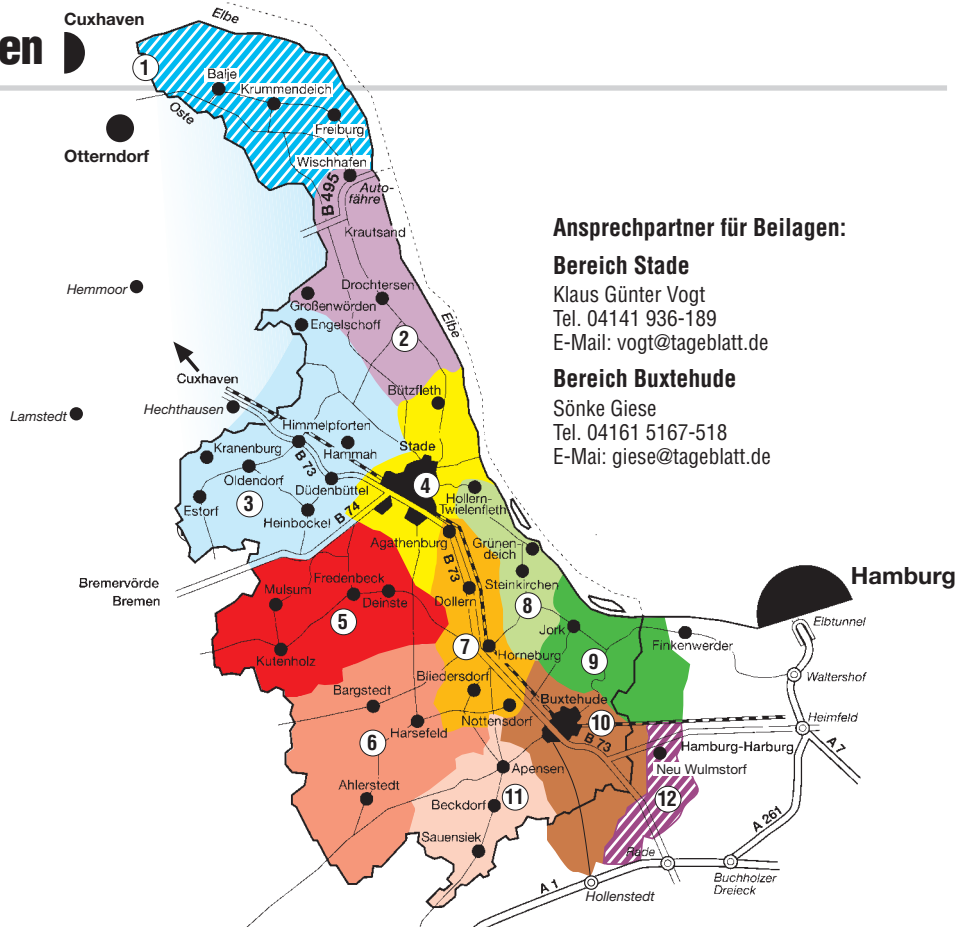 en
Cuxhaven
Elbe
1
Balje
Krummendeich
Oste
Freiburg
Otterndorf
Wischhafen
B 495
Auto-
fähre
Krautsand
Hemmoor
Drochtersen
Großenwörden
Engelschoff
Elbe
2
Cuxhaven
Bützfleth
Hechthausen
Lamstedt
Himmelpforten
Stade
Kranenburg
Hammah
B 73
Oldendorf
Düdenbüttel
4
Hollern-
Twielenfleth
Estorf
3
Heinbockel
B 74
Agathenburg
Grünen-
deich
B 73
Bremervörde
Bremen
Fredenbeck
Steinkirchen
Mulsum
Deinste
Dollern
8
5
Jork
Kutenholz
7
Horneburg
9
Finkenwerder
Bliedersdorf
Bargstedt
Buxtehude
Nottensdorf
10
Harsefeld
B 73
6
Hamburg-Harburg
Apensen
Neu Wulmstorf
Ahlerstedt
11
12
Beckdorf
Sauensiek
Rade
A 1
Hollenstedt
Buchholzer
Dreieck
A 261
A 7
Heimfeld
Waltershof
Elbtunnel
Hamburg
Ansprechpartner für Beilagen:
Bereich Stade
Klaus Günter Vogt
Tel. 04141 936-189
E-Mail: vogt@tageblatt.de
Bereich Buxtehude
Sönke Giese
Tel. 04161 5167-518
E-Mai: giese@tageblatt.de